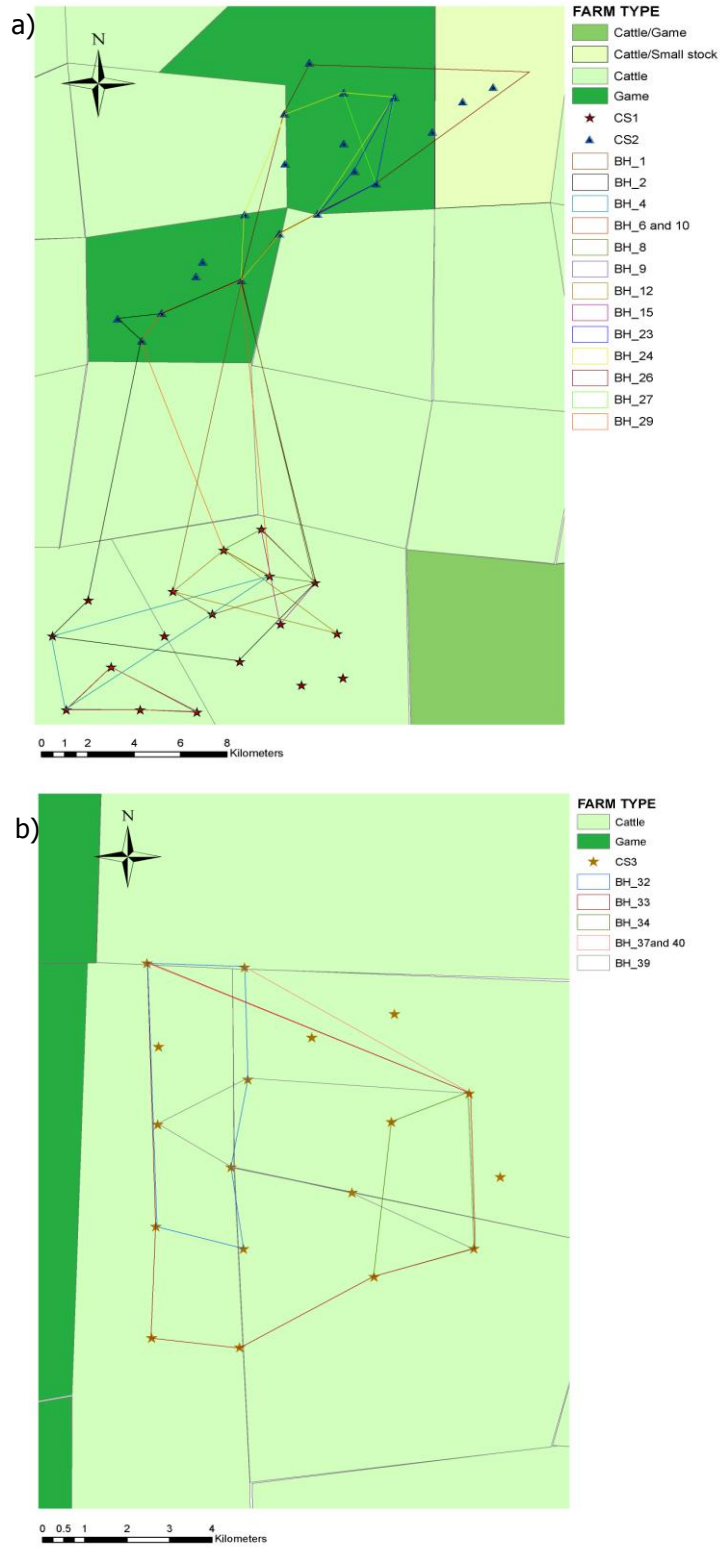 a)
N
FARM TYPE
Cattle/Game
Cattle/Small stock
Cattle
Game
CS1
CS2
BH_1
BH_2
BH_4
BH_6 and 10
BH_8
BH_9
BH_12
BH_15
BH_23
BH_24
BH_26
BH_27
BH_29
0 1 2 4 6 8
Kilometers
b)
N
FARM TYPE
Cattle
Game
CS3
BH_32
BH_33
BH_34
BH_37and 40
BH_39
0 0.5 1 2 3 4
Kilometers